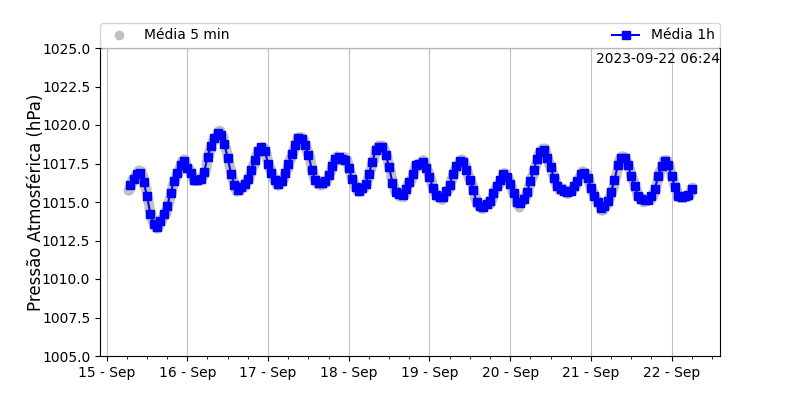 Média 5 min
Média 1h
2023-09-22 06:24
Pressão Atmosférica (hPa)
1025.0
1022.5
1020.0
1017.5
1015.0
1012.5
1010.0
1007.5
1005.0
15 - Sep
16 - Sep
17 - Sep
18 - Sep
19 - Sep
20 - Sep
21 - Sep
22 - Sep